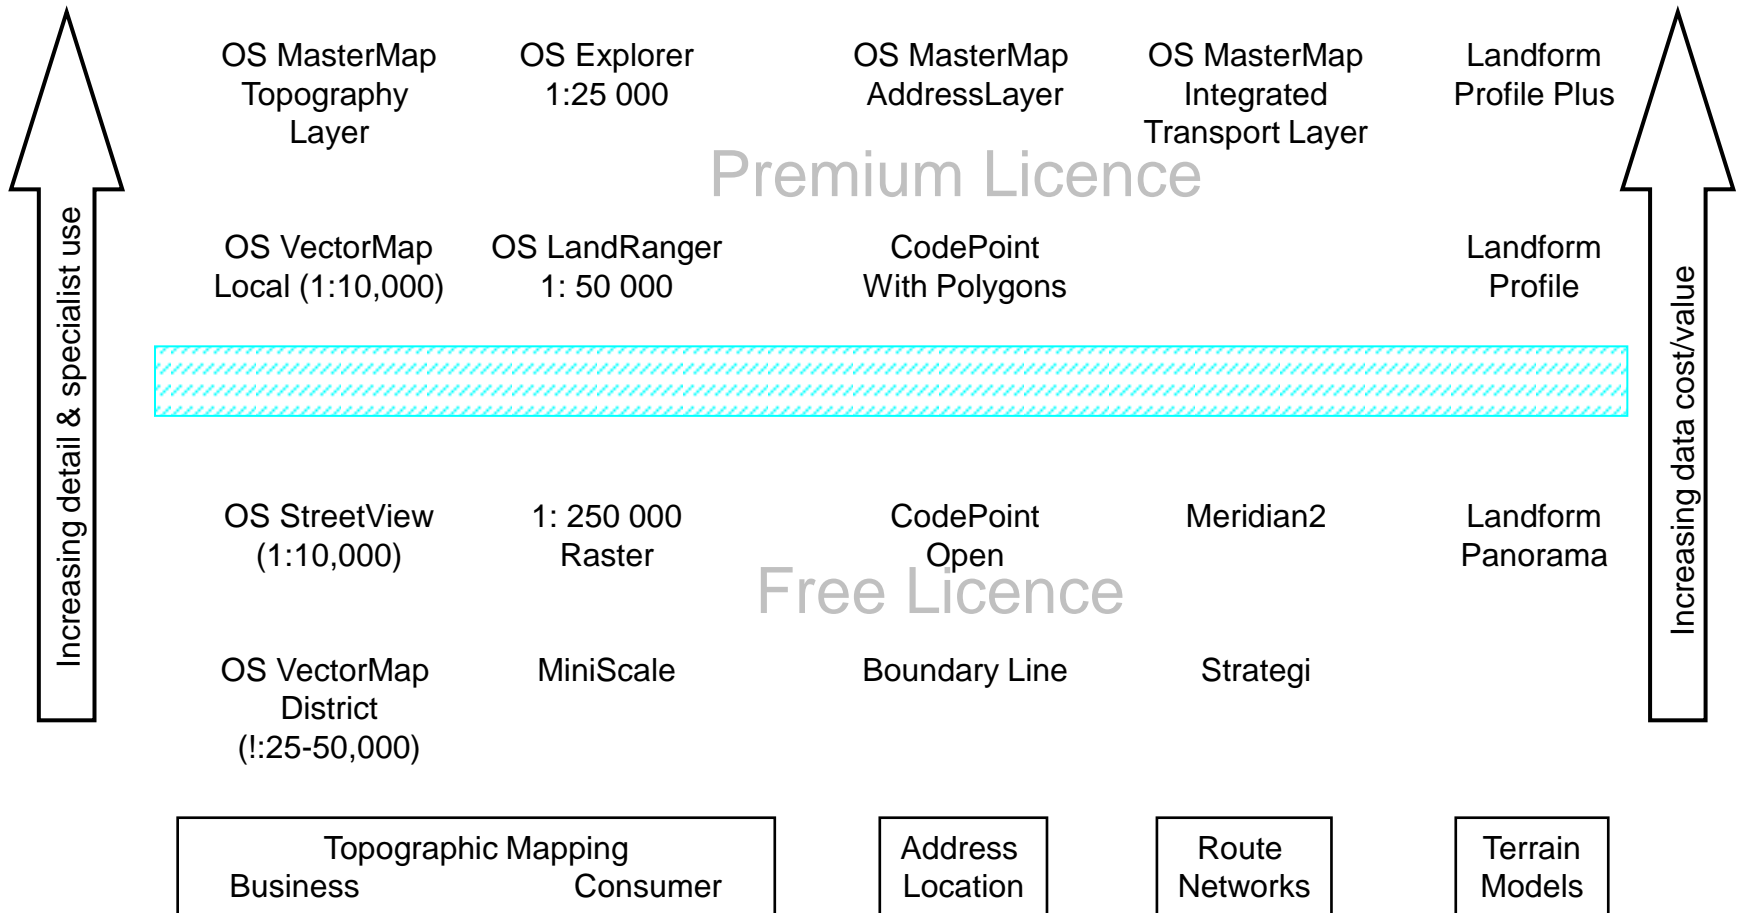 OS MasterMap
Topography
Layer
OS Explorer
1:25 000
OS MasterMap
AddressLayer
OS MasterMap
Integrated
Transport Layer
Landform
Profile Plus
Premium Licence
OS VectorMap
Local (1:10,000)
OS LandRanger
1: 50 000
CodePoint
With Polygons
Landform
Profile
Increasing detail & specialist use
Increasing data cost/value
OS StreetView
(1:10,000)
1: 250 000
Raster
CodePoint
Open
Meridian2
Landform
Panorama
Free Licence
OS VectorMap
District
(!:25-50,000)
MiniScale
Boundary Line
Strategi
Topographic Mapping
Business Consumer
Address
Location
Route
Networks
Terrain
Models